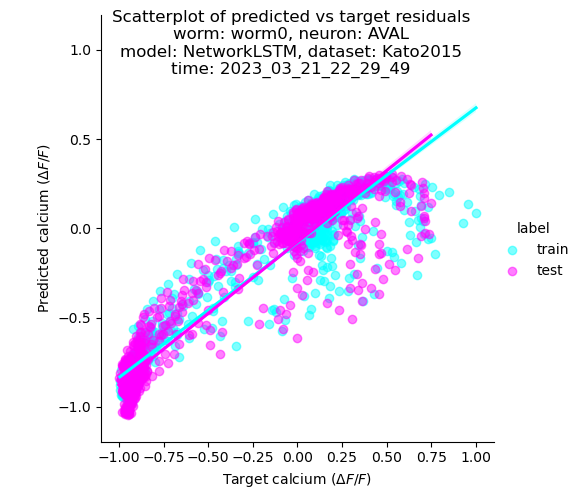 Scatterplot of predicted vs target residuals
worm: worm0, neuron: AVAL
model: NetworkLSTM, dataset: Kato2015
time: 2023_03_21_22_29_49
1.0
0.5
0.0
−0.5
−1.0
Predicted calcium (ΔF/F)
−1.00 −0.75 −0.50 −0.25 0.00 0.25 0.50 0.75 1.00
Target calcium (ΔF/F)
label
train
test